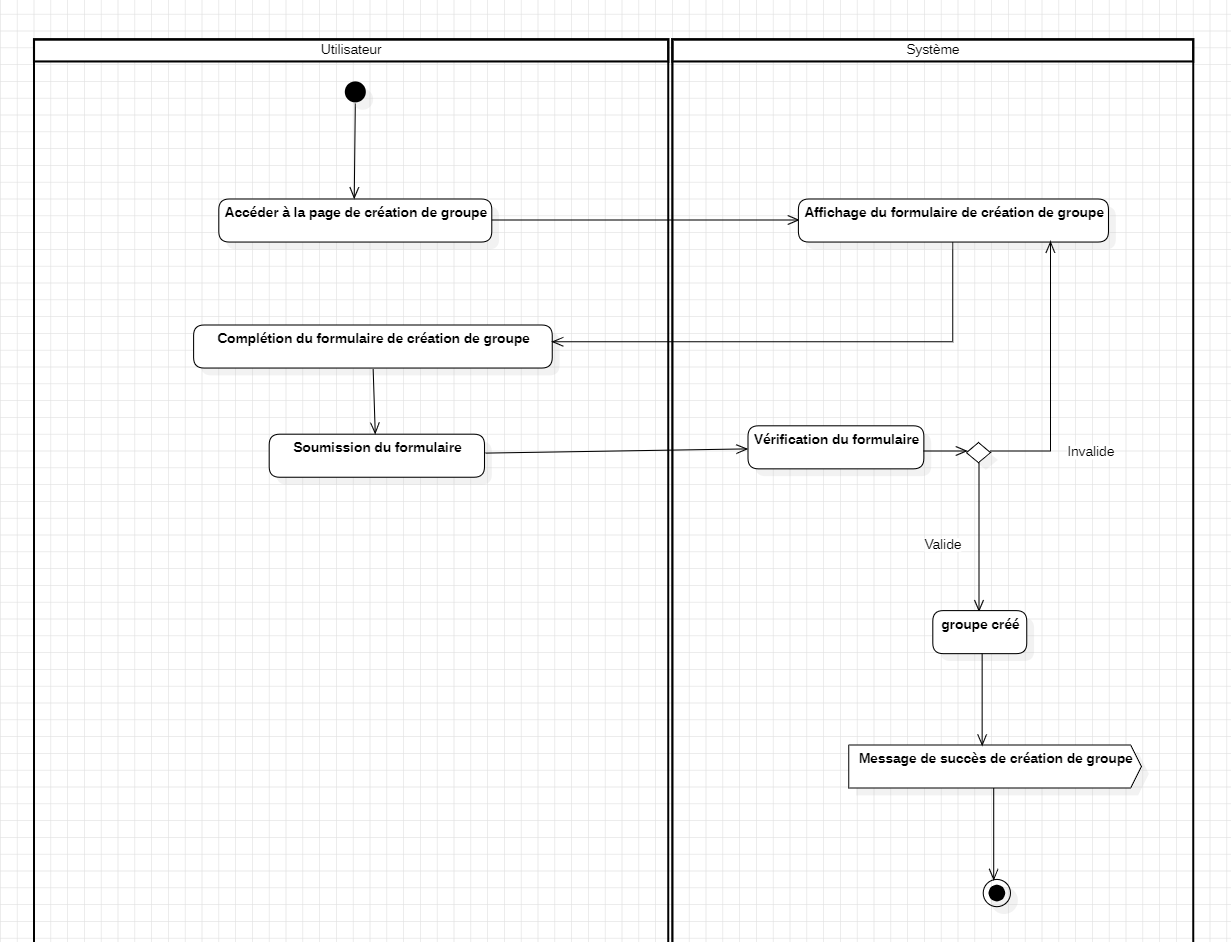 Utilisateur
Système
Accéder à la page de création de groupe
Affichage du formulaire de création de groupe
Complétion du formulaire de création de groupe
Soumission du formulaire
Vérification du formulaire
Invalide
Valide
groupe créé
Message de succès de création de groupe